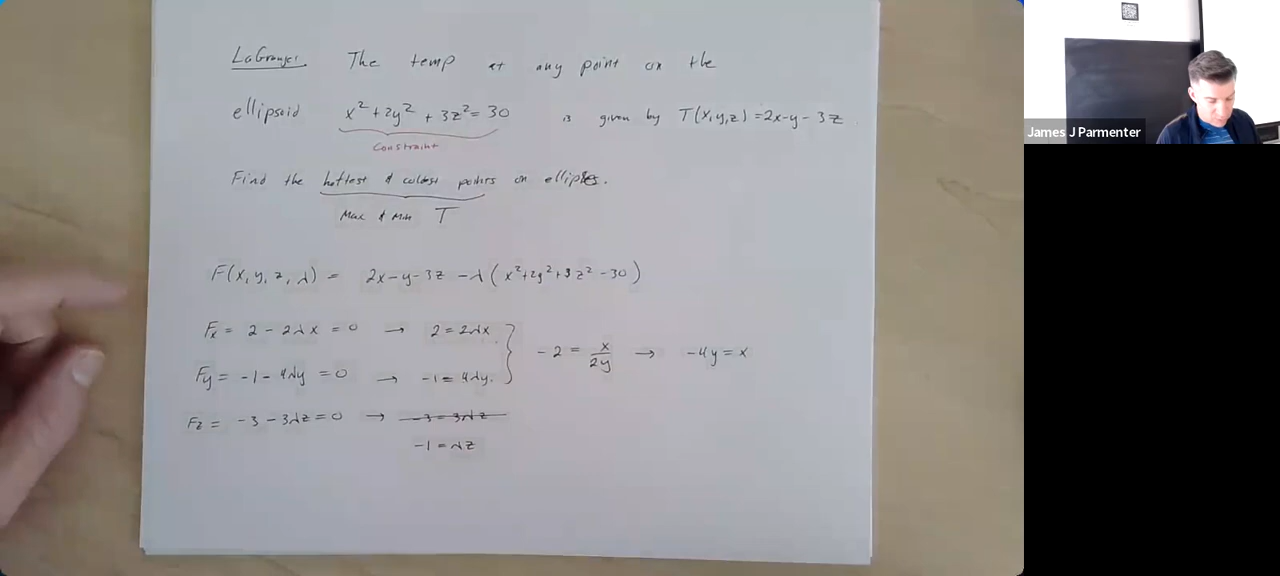 LaGranges The temp at any point on the
ellipsoid x² + 2y² + 3z² = 30 is given by T(x,y,z) = 2x - y - 3z
Constraint
Find the hottest & coldest points on
Max & Min T
F(x, y, z, λ) = 2x - y - 3z - λ( x² + 2y² + 3z² - 30 )
Fx = 2 - 2λx = 0 → 2 = 2λx
-2 = x/2y → -4y = x
Fy = -1 - 4λy = 0 → -1 = 4λy.
Fz = -3 - 3λz = 0 → -3 = 3λz
-1 = λz
James J Parmenter